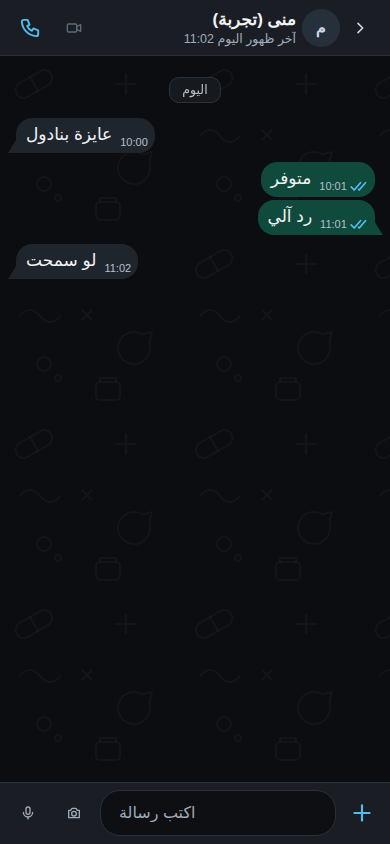 منى (تجربة)
آخر ظهور اليوم 11:02
م
اليوم
عايزة بنادول 10:00
متوفر 10:01
رد آلي 11:01
لو سمحت 11:02
اكتب رسالة